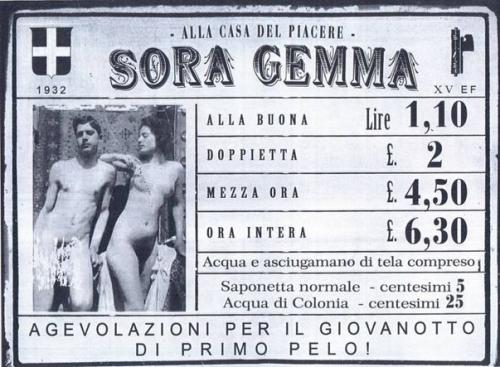 - ALLA CASA DEL PIACERE -
SORA GEMMA
1932
XV EF
ALLA BUONA Lire 1,10
DOPPIETTA £. 2
MEZZA ORA £. 4,50
ORA INTERA £. 6,30
Acqua e asciugamano di tela compreso
Saponetta normale - centesimi 5
Acqua di Colonia - centesimi 25
AGEVOLAZIONI PER IL GIOVANOTTO
DI PRIMO PELO!